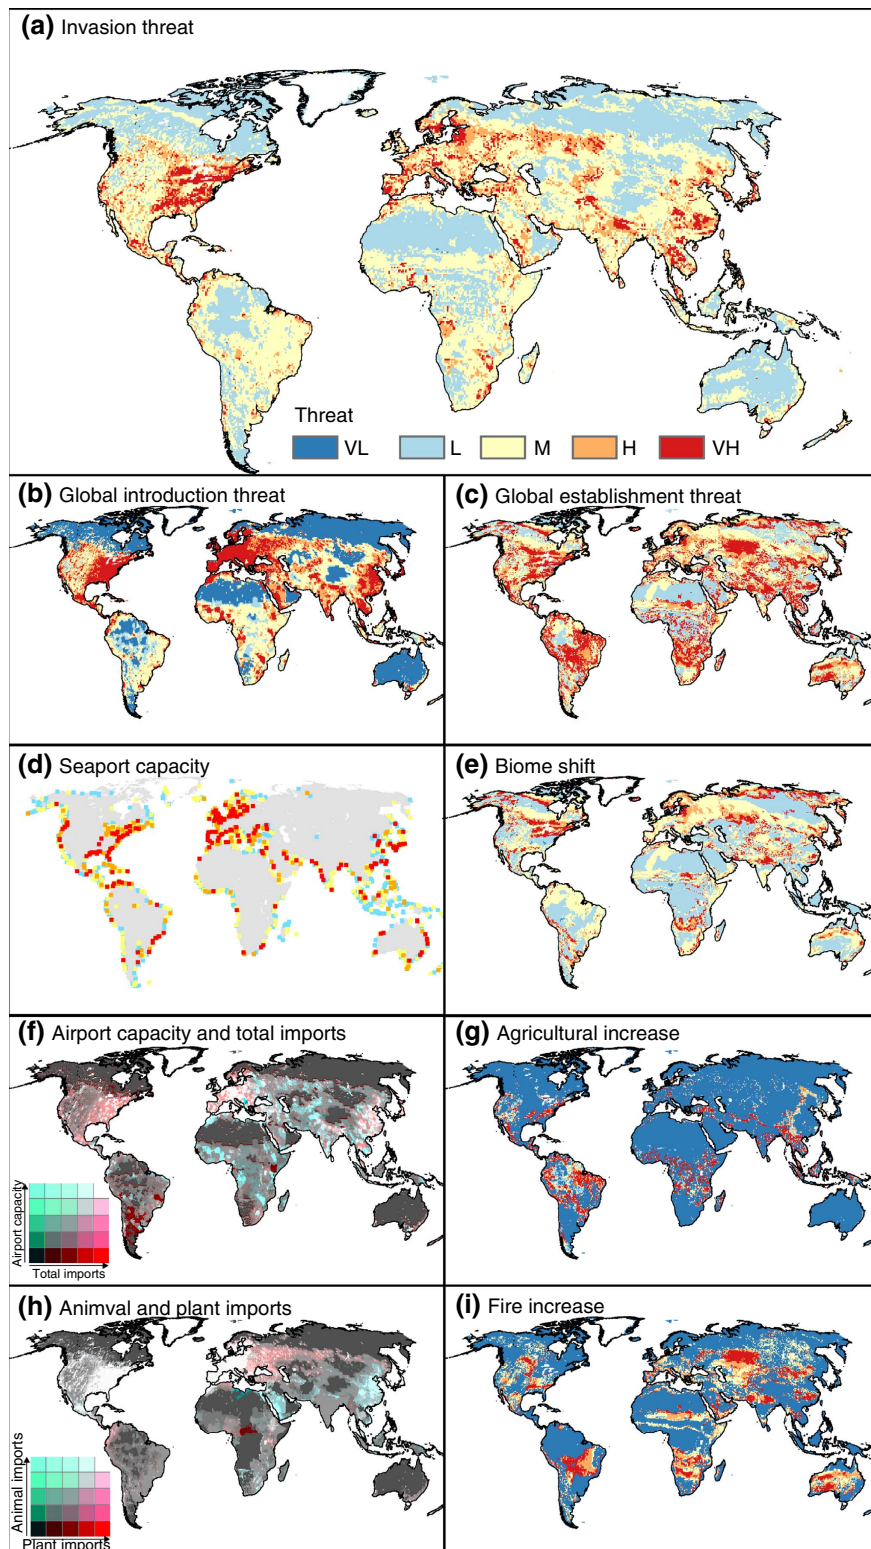 (a) Invasion threat
Threat
VL
L
M
H
VH
(b) Global introduction threat
(c) Global establishment threat
(d) Seaport capacity
(e) Biome shift
(f) Airport capacity and total imports
Airport capacity
Total imports
(g) Agricultural increase
(h) Animval and plant imports
Animal imports
Plant imports
(i) Fire increase